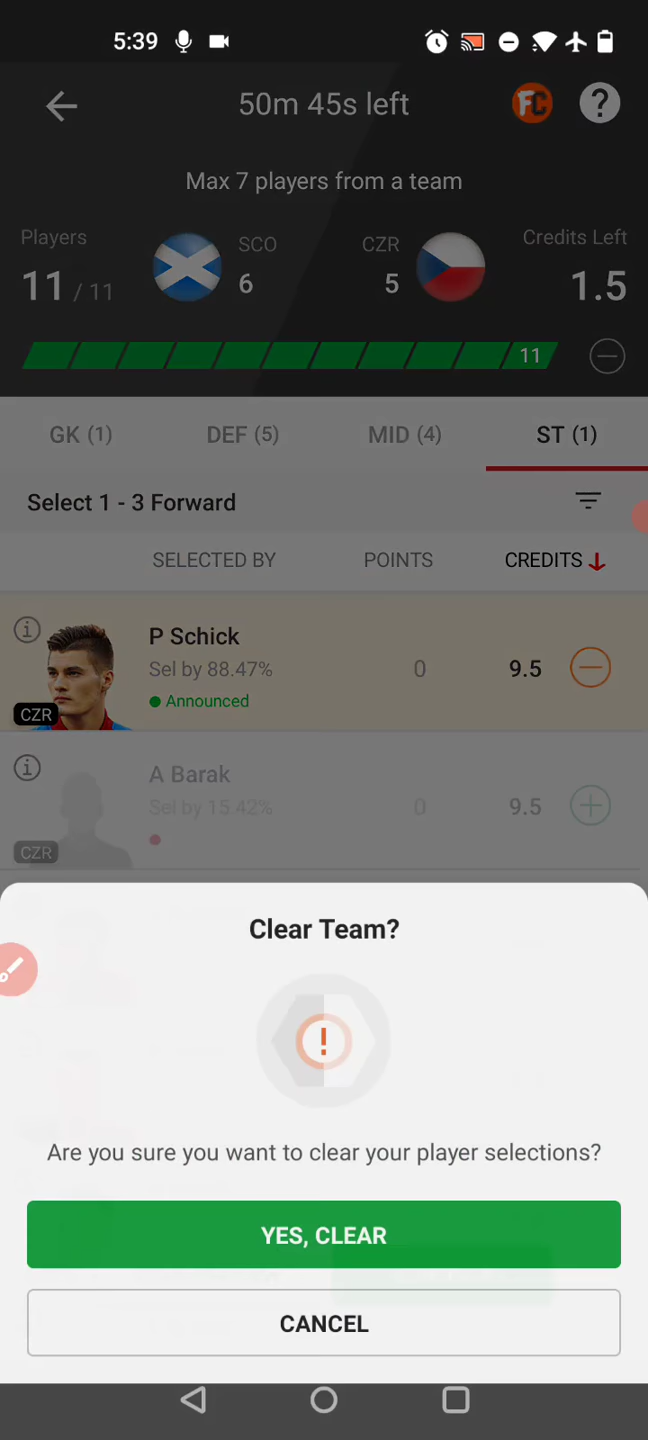 5:39
50m 45s left
FC
?
Max 7 players from a team
Players
SCO
CZR
Credits Left
11 / 11
6
5
1.5
11
GK (1)
DEF (5)
MID (4)
ST (1)
Select 1 - 3 Forward
SELECTED BY
POINTS
CREDITS
P Schick
Sel by 88.47%
0
9.5
Announced
CZR
A Barak
Sel by 15.42%
0
9.5
CZR
Clear Team?
!
Are you sure you want to clear your player selections?
YES, CLEAR
CANCEL